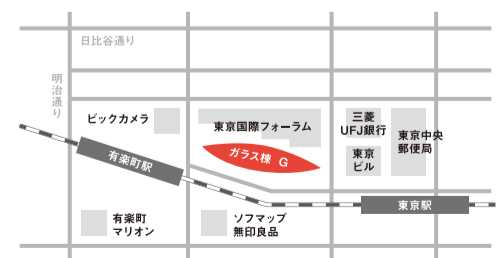 日比谷通り
明治通り
ビックカメラ
東京国際フォーラム
三菱
UFJ銀行
東京中央
郵便局
ガラス棟 G
東京
ビル
有楽町駅
東京駅
有楽町
マリオン
ソフマップ
無印良品